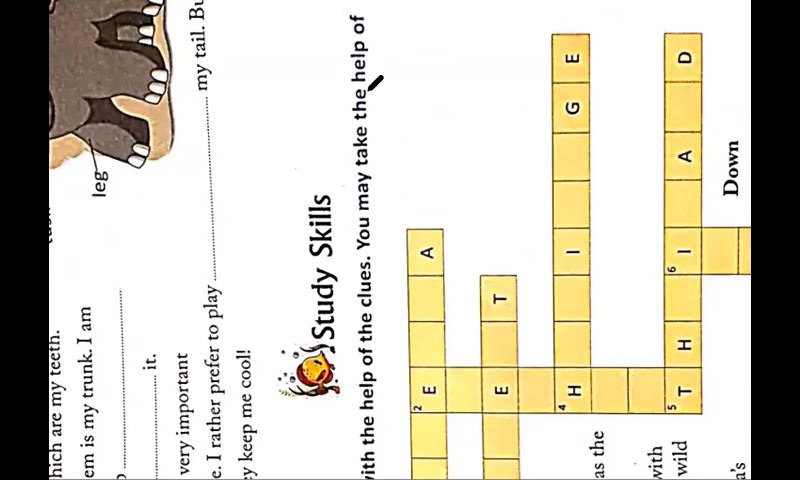 hich are my teeth.
leg
em is my trunk. I am
it.
very important
e. I rather prefer to play ........................ my tail. Bu
ey keep me cool!
Study Skills
with the help of the clues. You may take the help of
2 E A
E T
4 H I G E
as the
with
5 T H 6 I A D
wild
Down
a's